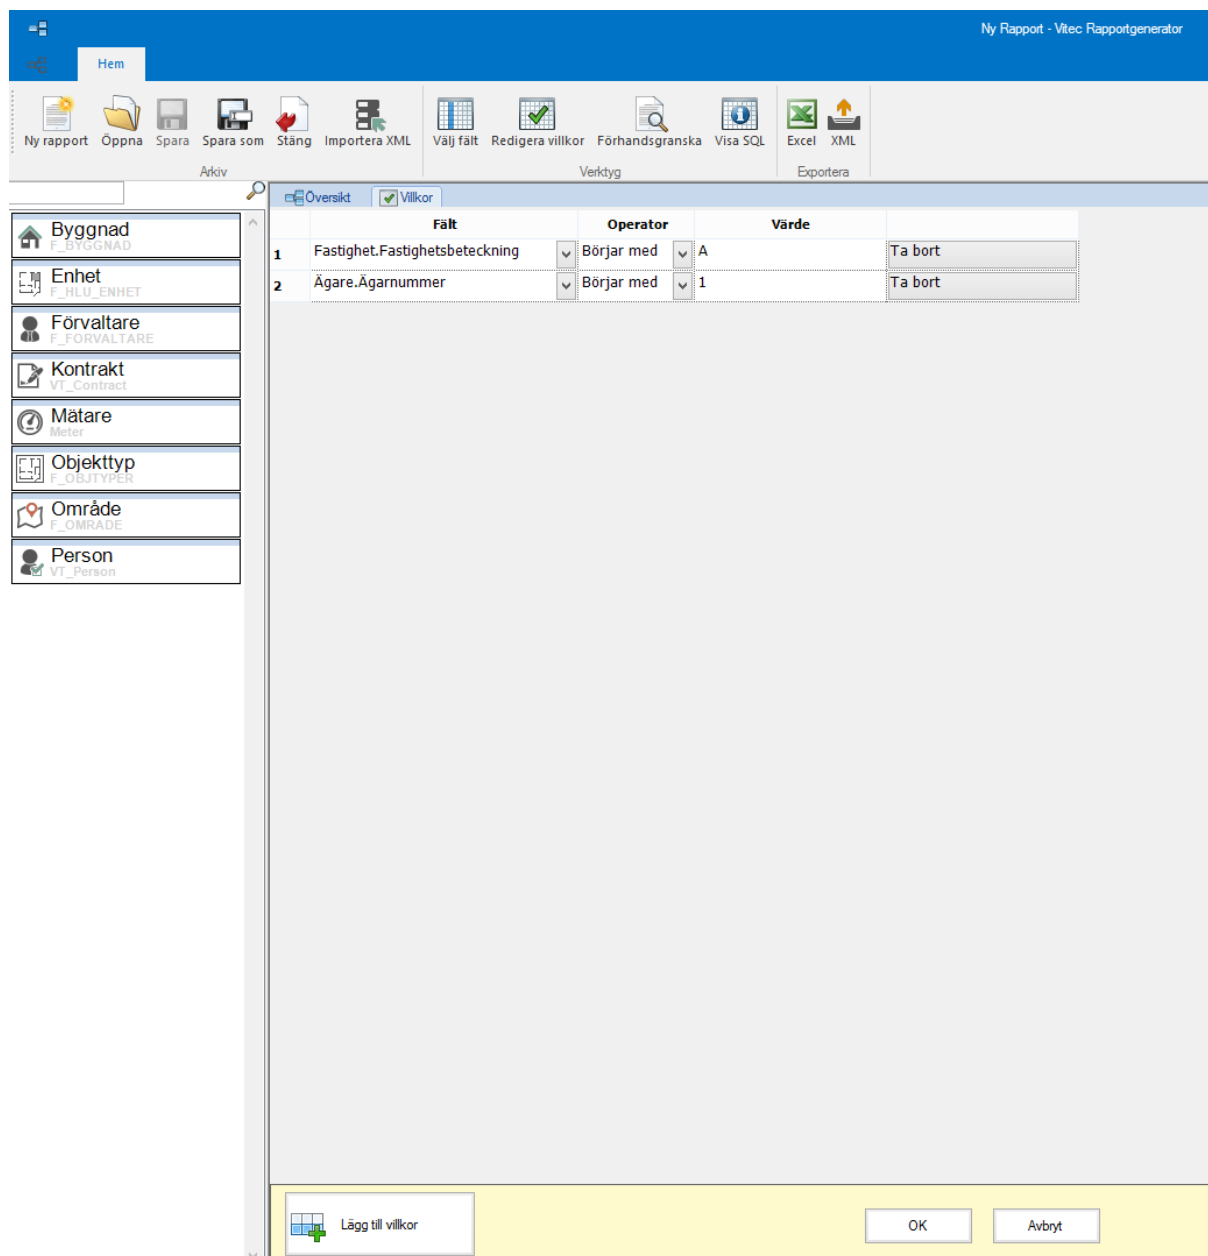 Ny Rapport - Vitec Rapportgenerator
Hem
Ny rapport Öppna Spara Spara som Stäng Importera XML Välj fält Redigera villkor Förhandsgranska Visa SQL Excel XML
Arkiv Verktyg Exportera
Översikt Villkor
Fält Operator Värde
1 Fastighet.Fastighetsbeteckning Börjar med A Ta bort
2 Ägare.Ägarnummer Börjar med 1 Ta bort
Byggnad
F_BYGGNAD
Enhet
F_HLU_ENHET
Förvaltare
F_FORVALTARE
Kontrakt
VT_Contract
Mätare
Meter
Objekttyp
F_OBJTYPER
Område
F_OMRADE
Person
VT_Person
Lägg till villkor OK Avbryt